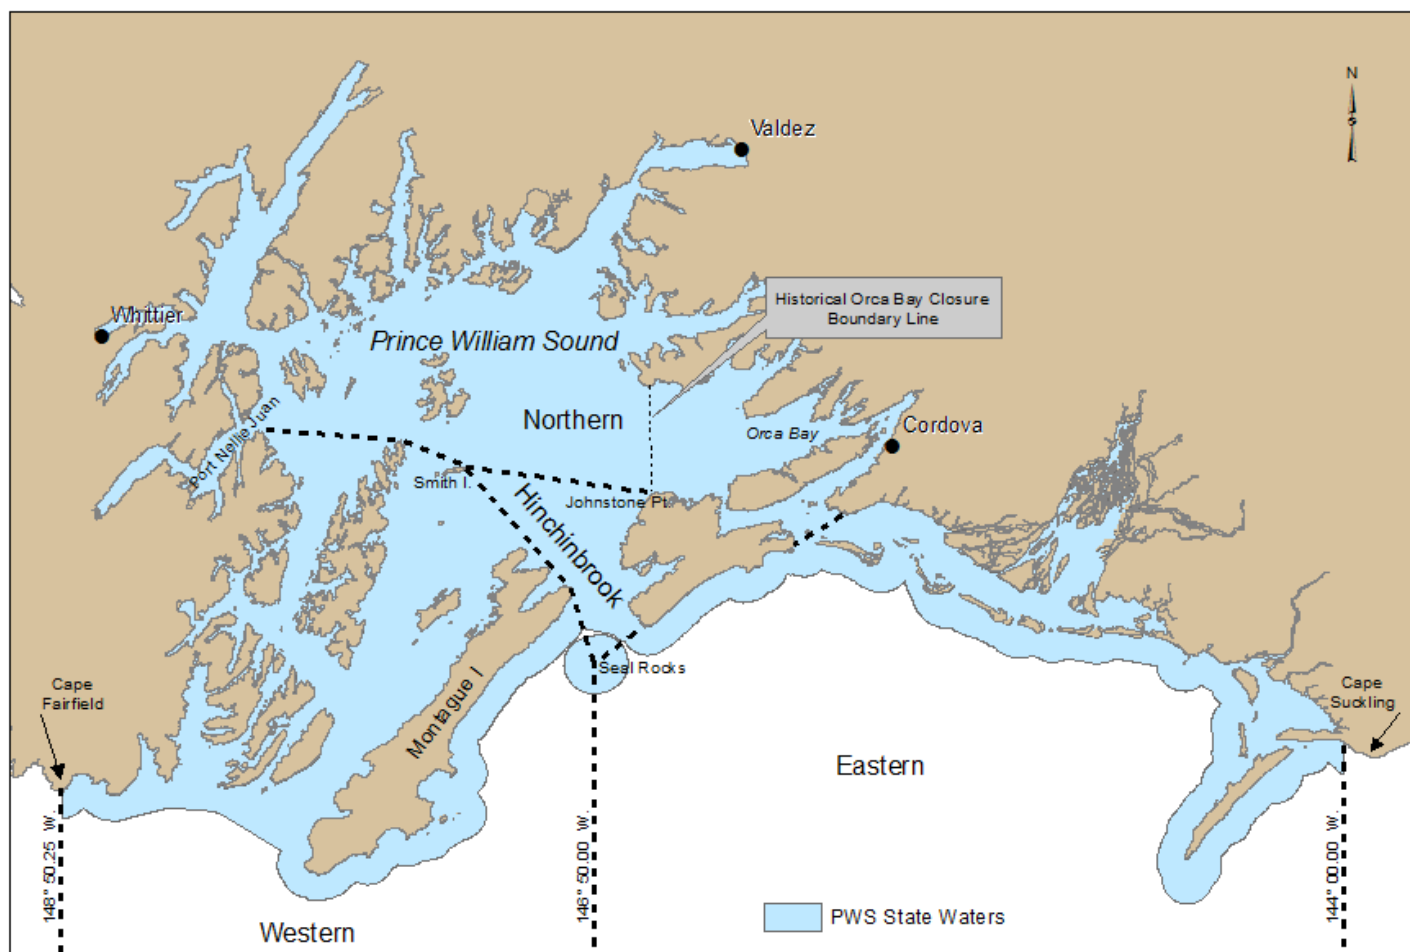 N
S
Valdez
Historical Orca Bay Closure
Boundary Line
Whittier
Prince William Sound
Northern
Port Nellie Juan
Orca Bay
Cordova
Smith I.
Johnstone Pt.
Hinchinbrook
Seal Rocks
Montague I
Cape
Fairfield
Cape
Suckling
Eastern
148° 50.25 W.
146° 50.00 W.
144° 00.00 W.
PWS State Waters
Western